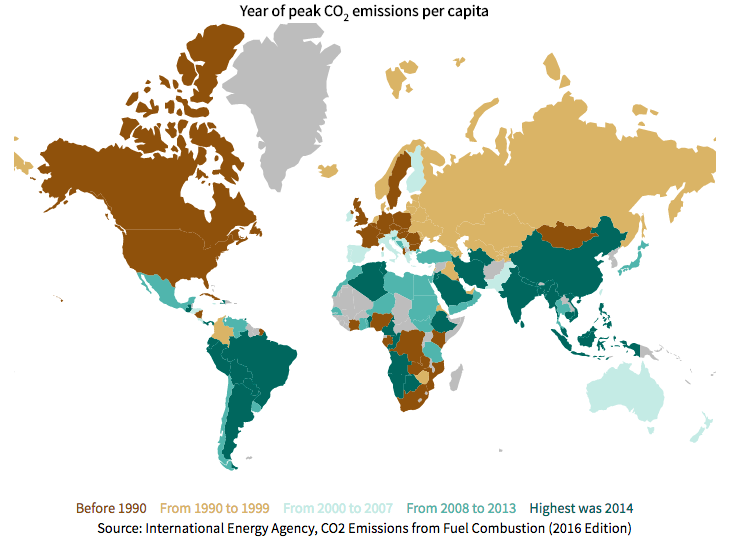 Year of peak CO₂ emissions per capita
Before 1990 From 1990 to 1999 From 2000 to 2007 From 2008 to 2013 Highest was 2014
Source: International Energy Agency, CO2 Emissions from Fuel Combustion (2016 Edition)